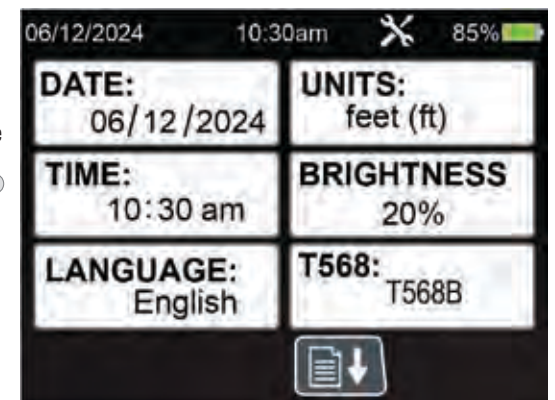 06/12/2024 10:30am 85%
DATE:
06/12/2024
UNITS:
feet (ft)
TIME:
10:30 am
BRIGHTNESS
20%
LANGUAGE:
English
T568:
T568B